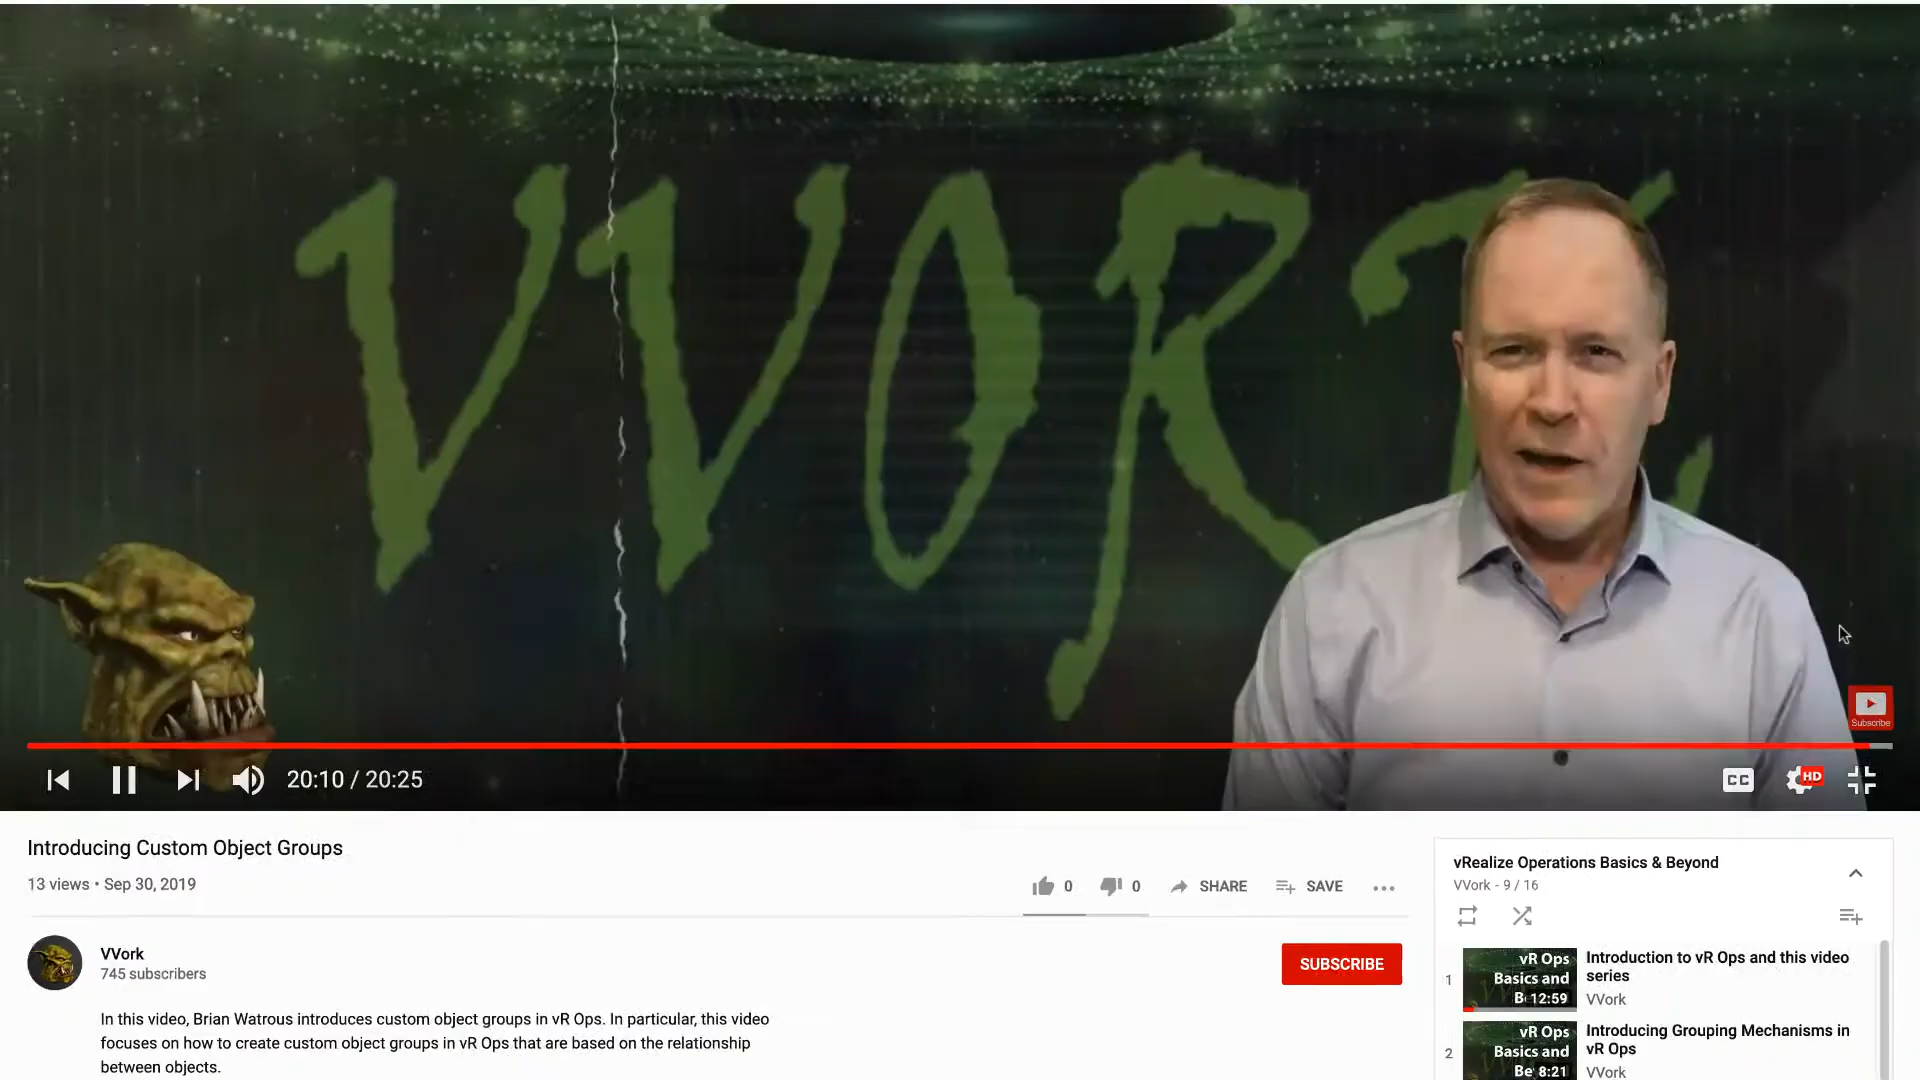 VVORK
Subscribe
20:10 / 20:25
CC
HD
Introducing Custom Object Groups
13 views • Sep 30, 2019
0
0
SHARE
SAVE
VVork
745 subscribers
SUBSCRIBE
In this video, Brian Watrous introduces custom object groups in vR Ops. In particular, this video
focuses on how to create custom object groups in vR Ops that are based on the relationship
between objects.
vRealize Operations Basics & Beyond
VVork - 9 / 16
1
vR Ops
Basics and
12:59
Introduction to vR Ops and this video
series
VVork
2
vR Ops
Basics and
Be 8:21
Introducing Grouping Mechanisms in
vR Ops
VVork